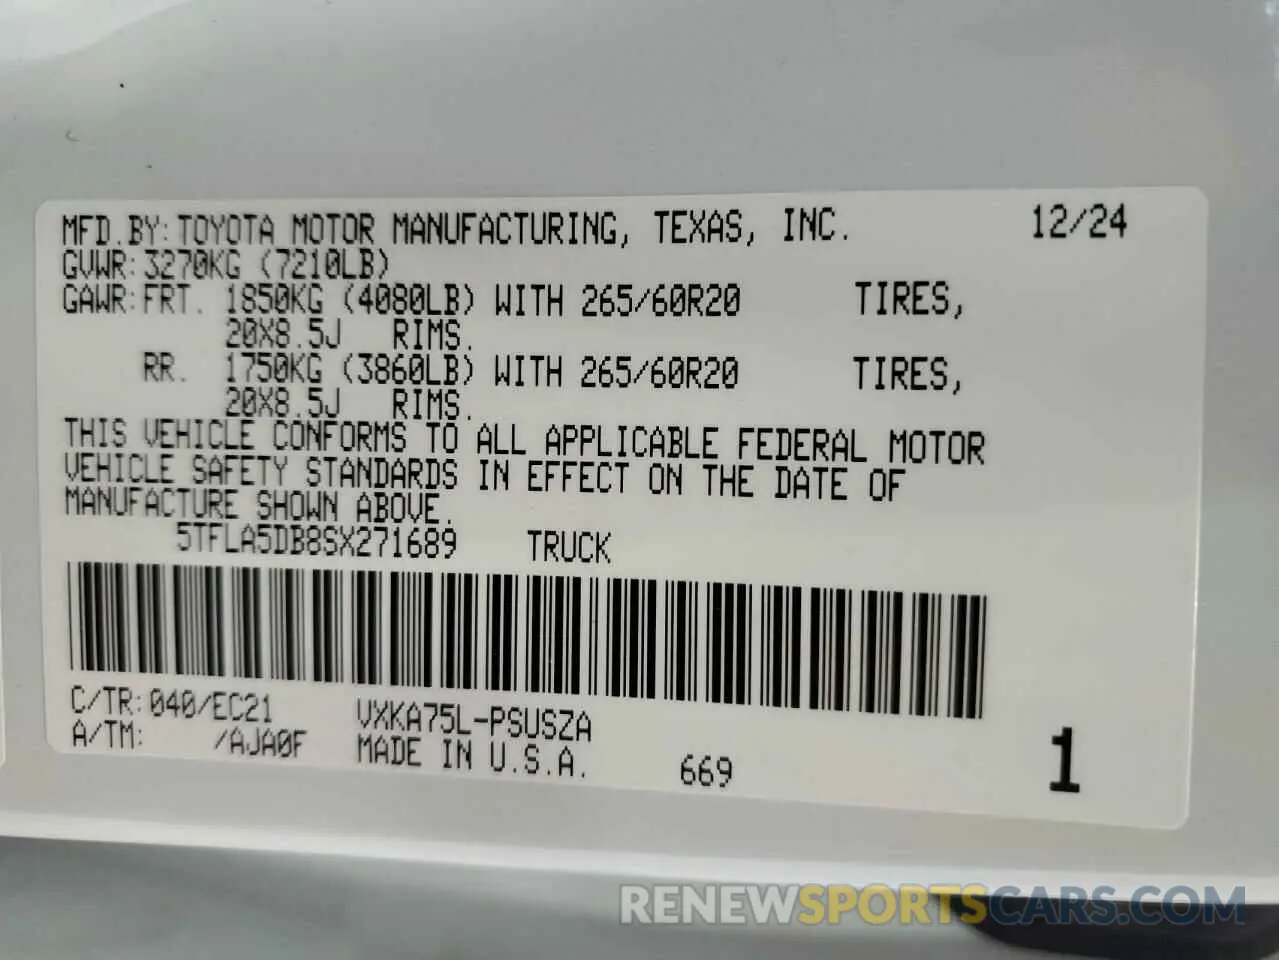 MFD.BY:TOYOTA MOTOR MANUFACTURING, TEXAS, INC. 12/24
GVWR:3270KG (7210LB)
GAWR:FRT. 1850KG (4080LB) WITH 265/60R20 TIRES,
20X8.5J RIMS.
RR. 1750KG (3860LB) WITH 265/60R20 TIRES,
20X8.5J RIMS.
THIS VEHICLE CONFORMS TO ALL APPLICABLE FEDERAL MOTOR
VEHICLE SAFETY STANDARDS IN EFFECT ON THE DATE OF
MANUFACTURE SHOWN ABOVE.
5TFLA5DB8SX271689 TRUCK
C/TR:040/EC21 VXKA75L-PSUSZA
A/TM: /AJA0F MADE IN U.S.A. 669 1
RENEWSPORTSCARS.COM